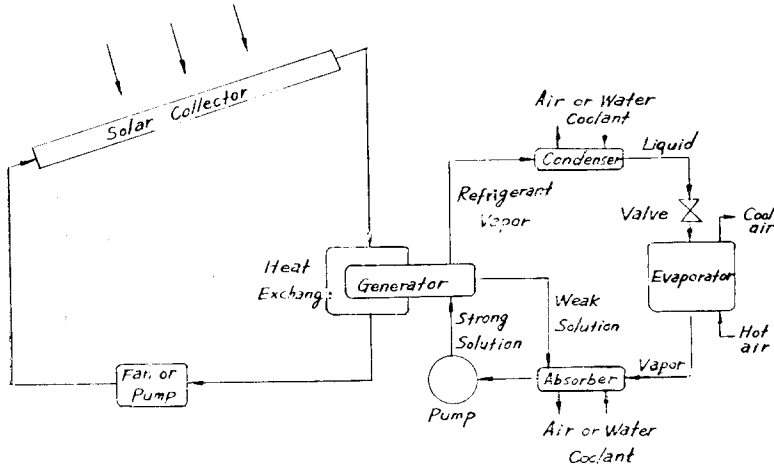 Solar Collector
Air or Water
Coolant
Condenser
Liquid
Refrigerant
Vapor
Valve
Cool
air
Evaporator
Hot
air
Heat
Exchang
Generator
Strong
Solution
Weak
Solution
Fan or
Pump
Pump
Absorber
Vapor
Air or Water
Coolant